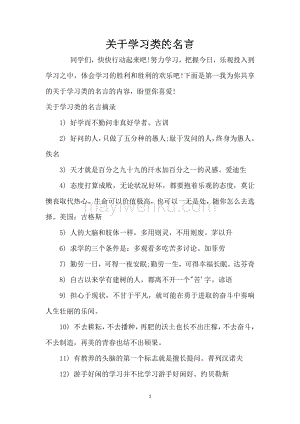 关于学习类的名言
同学们，快快行动起来吧!努力学习，把握今日，乐观投入到
学习之中，体会学习的胜利和胜利的欢乐吧!下面是第一我为你共享
的关于学习类的名言的内容，盼望你喜爱!
关于学习类的名言摘录
1) 好学而不勤问非真好学者。古训
2) 好问的人，只做了五分种的愚人;耻于发问的人，终身为愚人、
佚名
3) 天才就是百分之九十九的汗水加百分之一的灵感。爱迪生
4) 态度打算成败，无论状况好坏，都要抱着乐观的态度，莫让
懊丧取代热心。生命可以价值极高，也可以一无是处，随你怎么去选
择。英国：吉格斯
5) 人的大脑和肢体一样，多用则灵，不用则废。茅以升
6) 求学的三个条件是：多观看多吃苦多讨论。加菲劳
7) 勤劳一日，可得一夜安眠;勤劳一生，可得幸福长眠。达芬奇
8) 自古以来学有建树的人，都离不开一个"苦"字。谚语
9) 担心于现状，不甘于平凡，就可能在勇于进取的奋斗中奏响
人生壮丽的乐间。
10) 不去耕耘，不去播种，再肥的沃土也长不出庄稼，不去奋斗，
不去制造，再美的青春也结不出硕果。
11) 有教养的头脑的第一个标志就是擅长提问。普列汉诺夫
12) 游手好闲的学习并不比学习游手好闲好。约贝勒斯
1